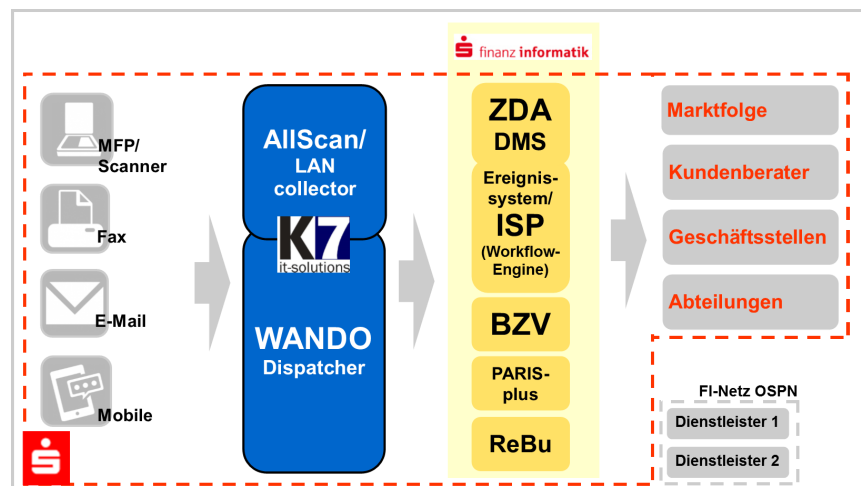 finanz informatik
MFP/
Scanner
Fax
E-Mail
Mobile
AllScan/
LAN
collector
K7
it-solutions
WANDO
Dispatcher
ZDA
DMS
Ereignis-
system/
ISP
(Workflow-
Engine)
BZV
PARIS-
plus
ReBu
Marktfolge
Kundenberater
Geschäftsstellen
Abteilungen
FI-Netz OSPN
Dienstleister 1
Dienstleister 2